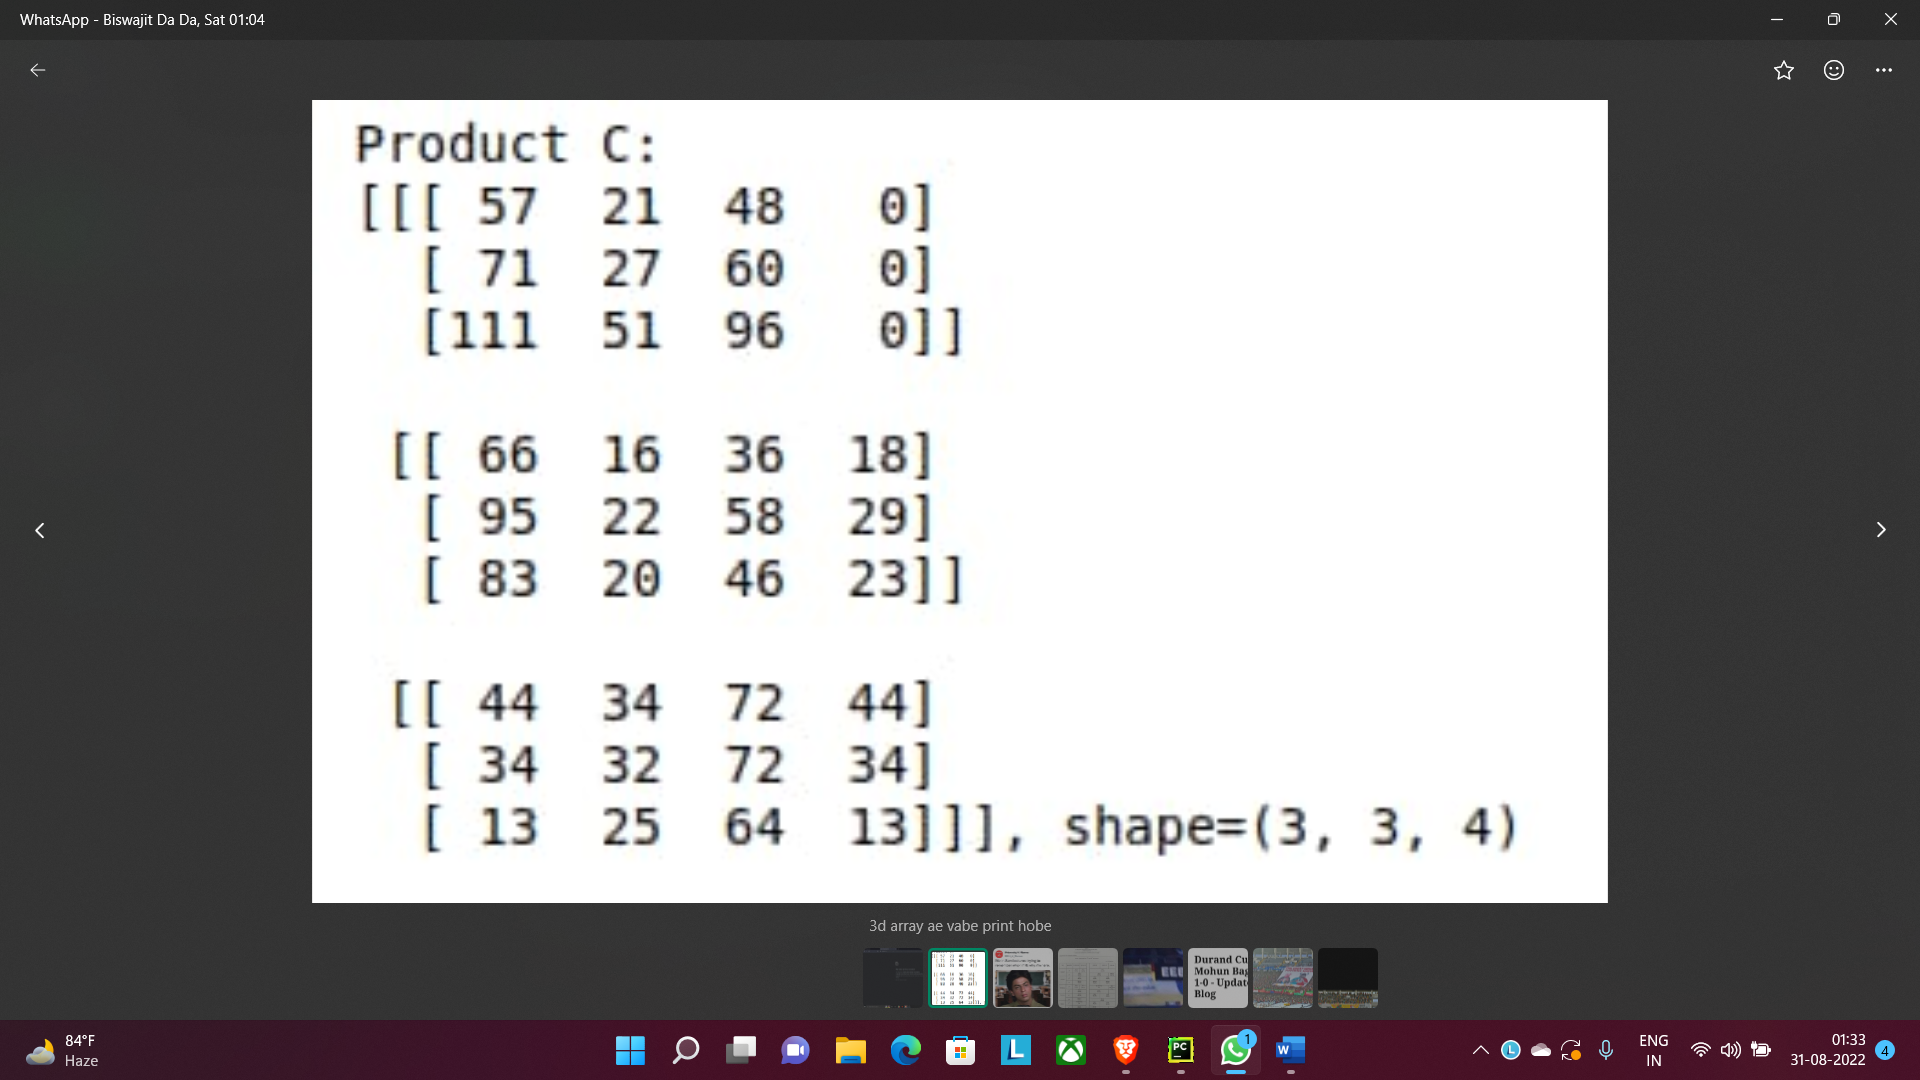 WhatsApp - Biswajit Da Da, Sat 01:04
Product C:
[[[ 57 21 48 0]
[ 71 27 60 0]
[111 51 96 0]]
[[ 66 16 36 18]
[ 95 22 58 29]
[ 83 20 46 23]]
[[ 44 34 72 44]
[ 34 32 72 34]
[ 13 25 64 13]]], shape=(3, 3, 4)
3d array ae vabe print hobe
Durand Cu
Mohun Bag
1-0 - Updat
Blog
84°F
Haze
L
PC
1
W
L
ENG
IN
01:33
31-08-2022
4